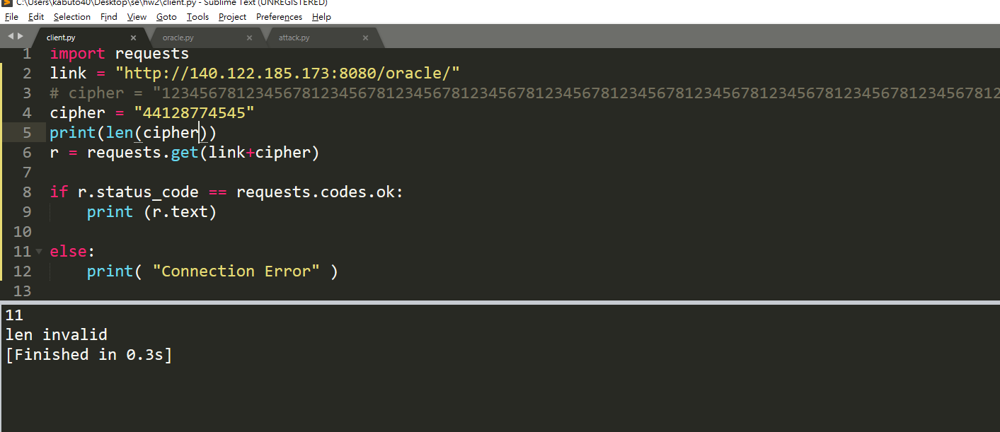 C:\Users\kabuto40\Desktop\se\hw2\client.py - Sublime Text (UNREGISTERED)
File Edit Selection Find View Goto Tools Project Preferences Help
client.py × oracle.py × attack.py ×
1 import requests
2 link = "http://140.122.185.173:8080/oracle/"
3 # cipher = "123456781234567812345678123456781234567812345678123456781234567812345678123456781234567812
4 cipher = "44128774545"
5 print(len(cipher))
6 r = requests.get(link+cipher)
7
8 if r.status_code == requests.codes.ok:
9 print (r.text)
10
11 else:
12 print( "Connection Error" )
13
11
len invalid
[Finished in 0.3s]